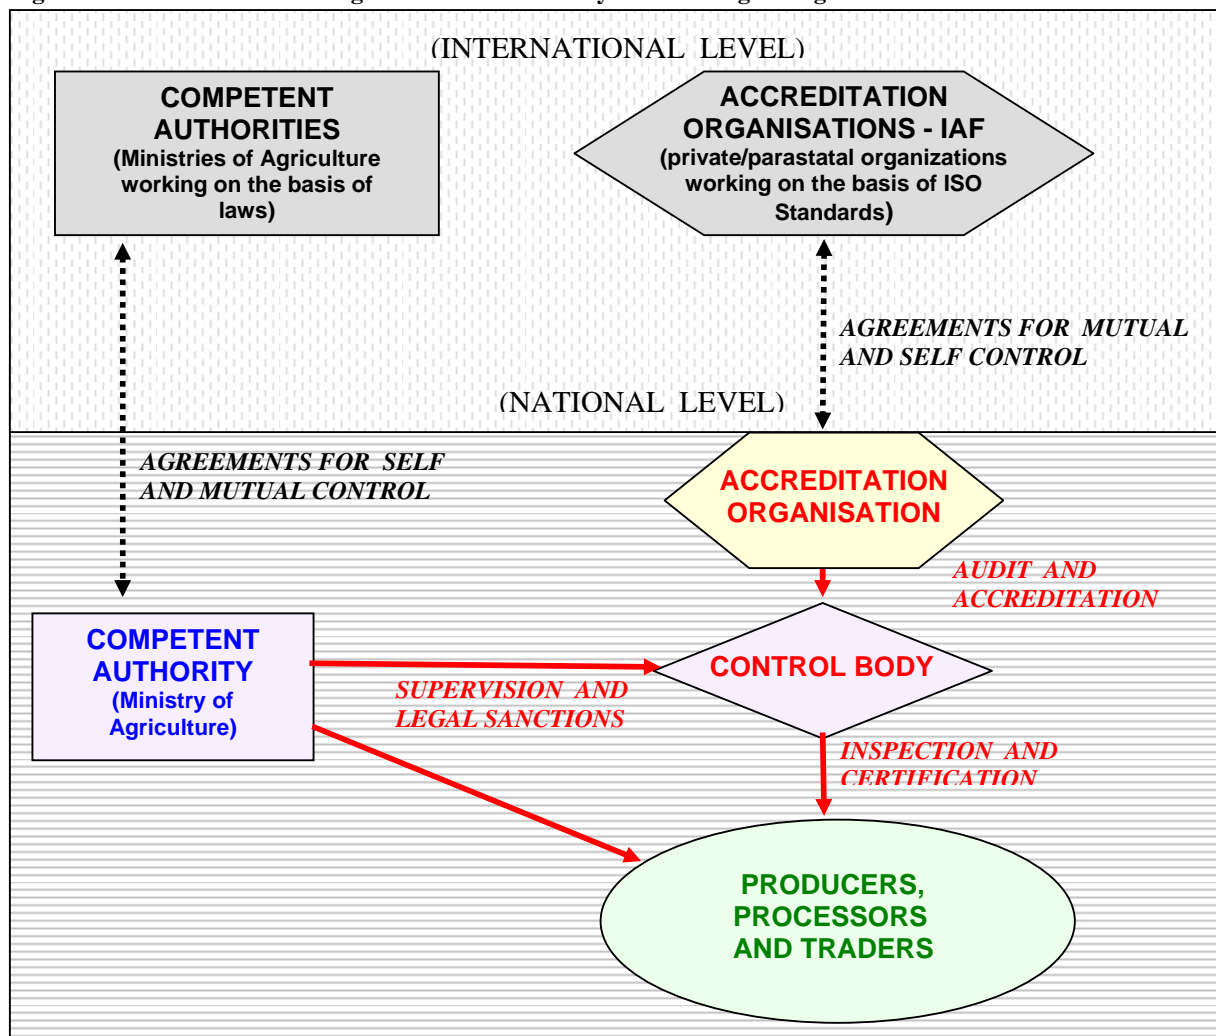 (INTERNATIONAL LEVEL)
COMPETENT
AUTHORITIES
(Ministries of Agriculture
working on the basis of
laws)
ACCREDITATION
ORGANISATIONS - IAF
(private/parastatal organizations
working on the basis of ISO
Standards)
AGREEMENTS FOR MUTUAL
AND SELF CONTROL
(NATIONAL LEVEL)
AGREEMENTS FOR SELF
AND MUTUAL CONTROL
ACCREDITATION
ORGANISATION
AUDIT AND
ACCREDITATION
COMPETENT
AUTHORITY
(Ministry of
Agriculture)
CONTROL BODY
SUPERVISION AND
LEGAL SANCTIONS
INSPECTION AND
CERTIFICATION
PRODUCERS,
PROCESSORS
AND TRADERS